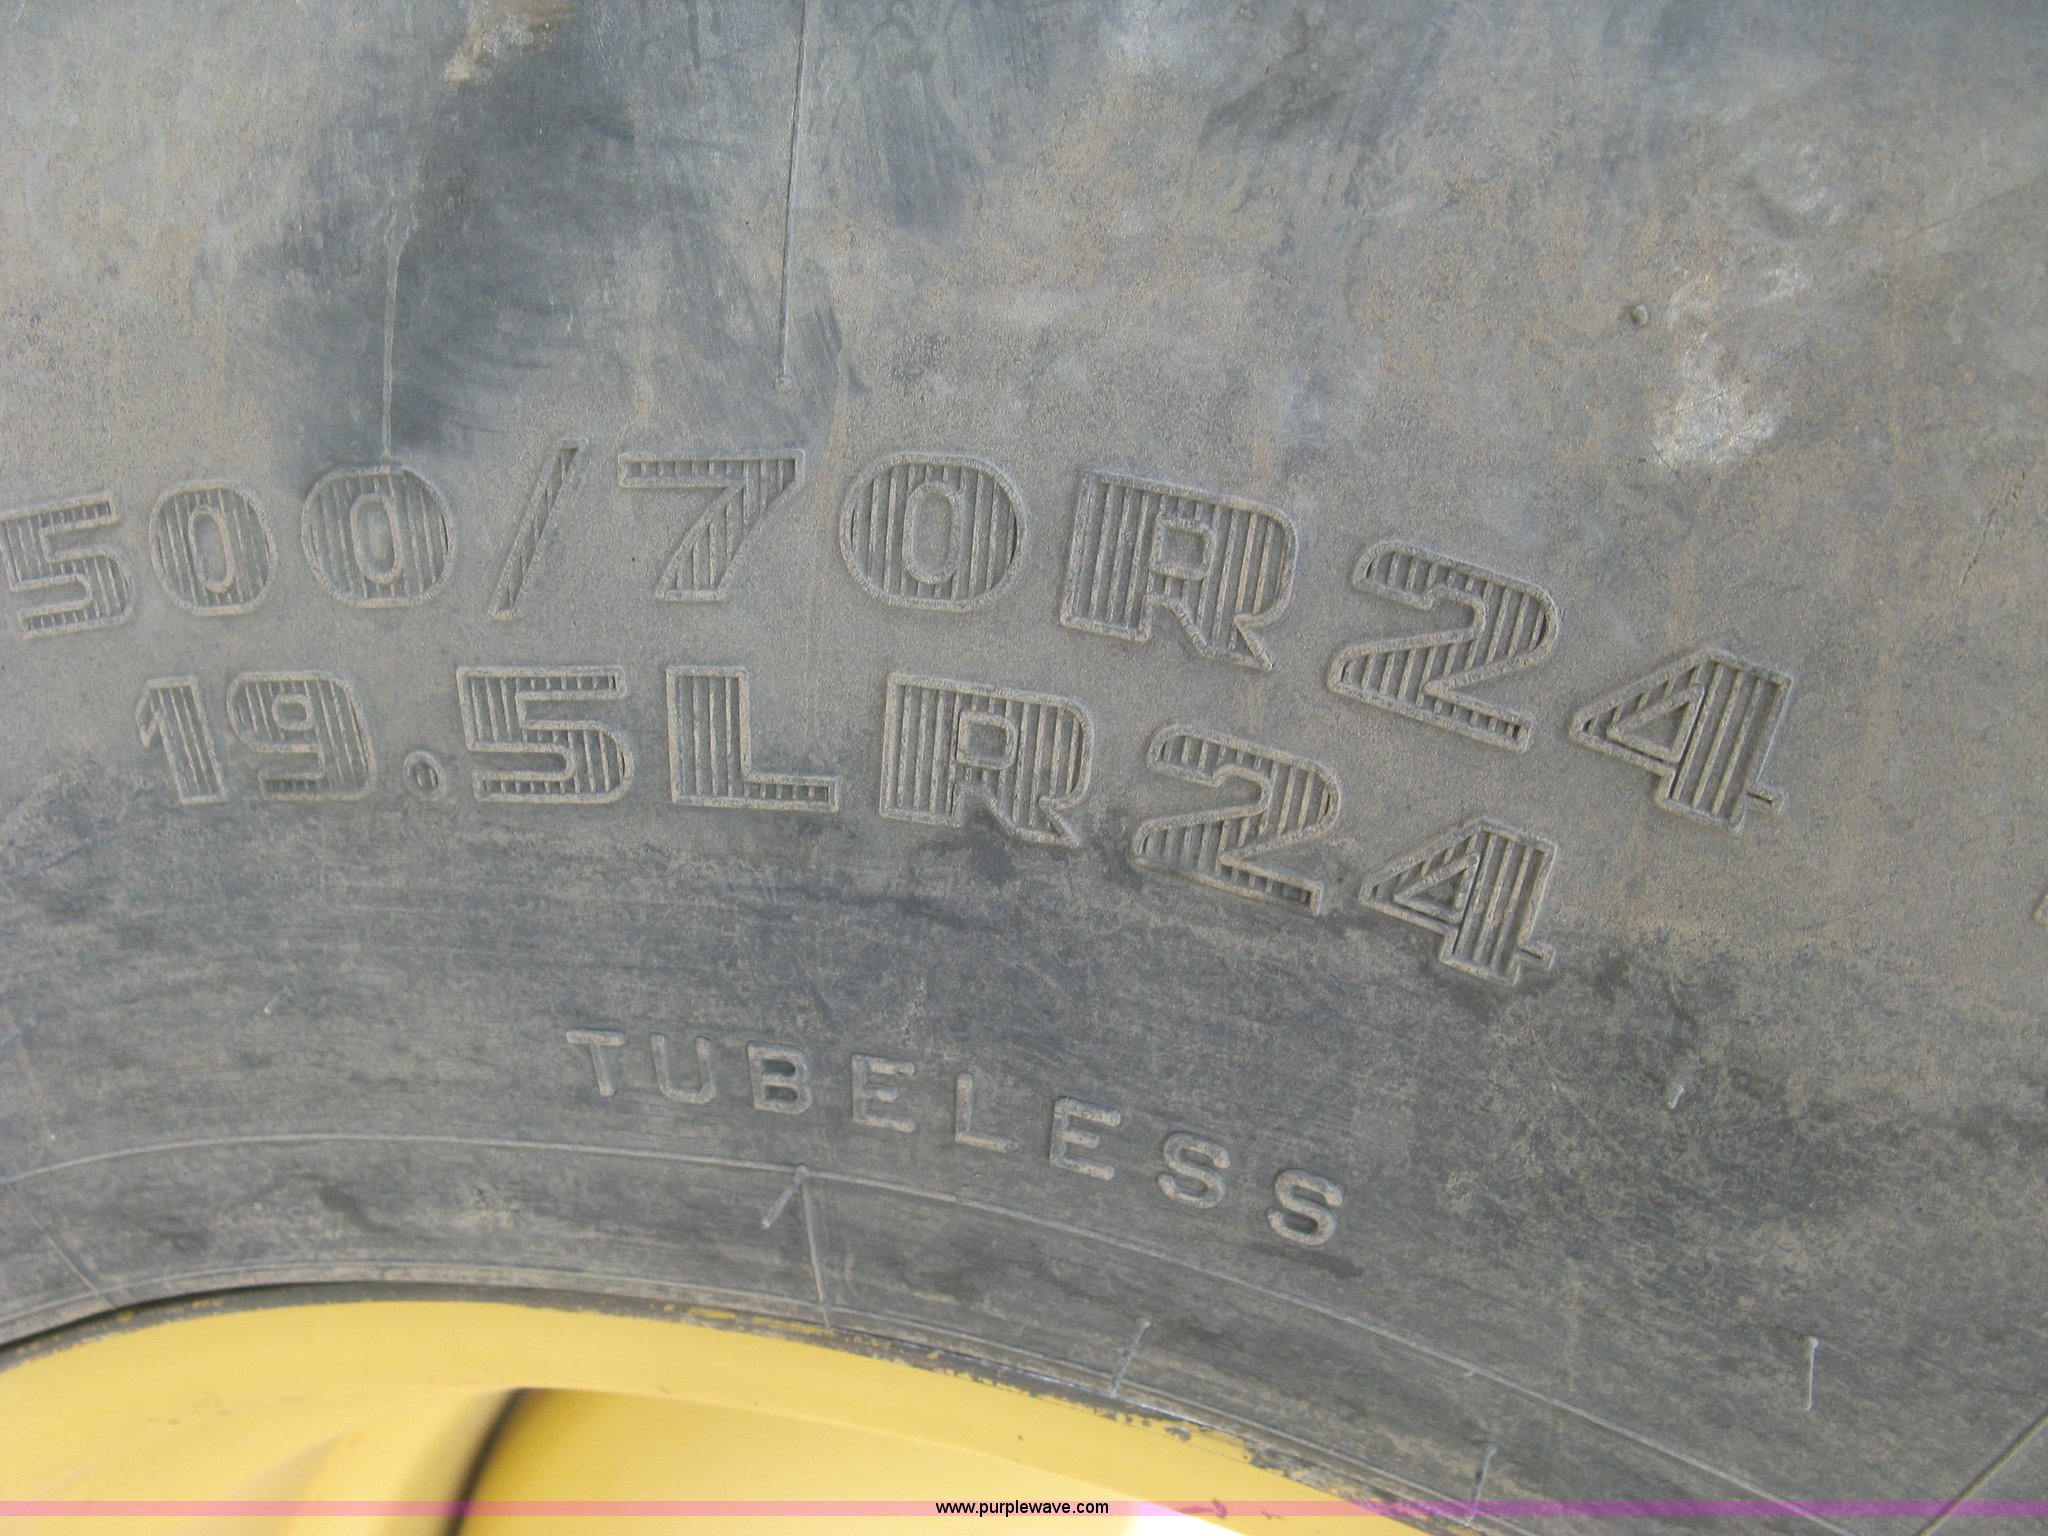 500/70R24
19.5LR24
TUBELESS
www.purplewave.com